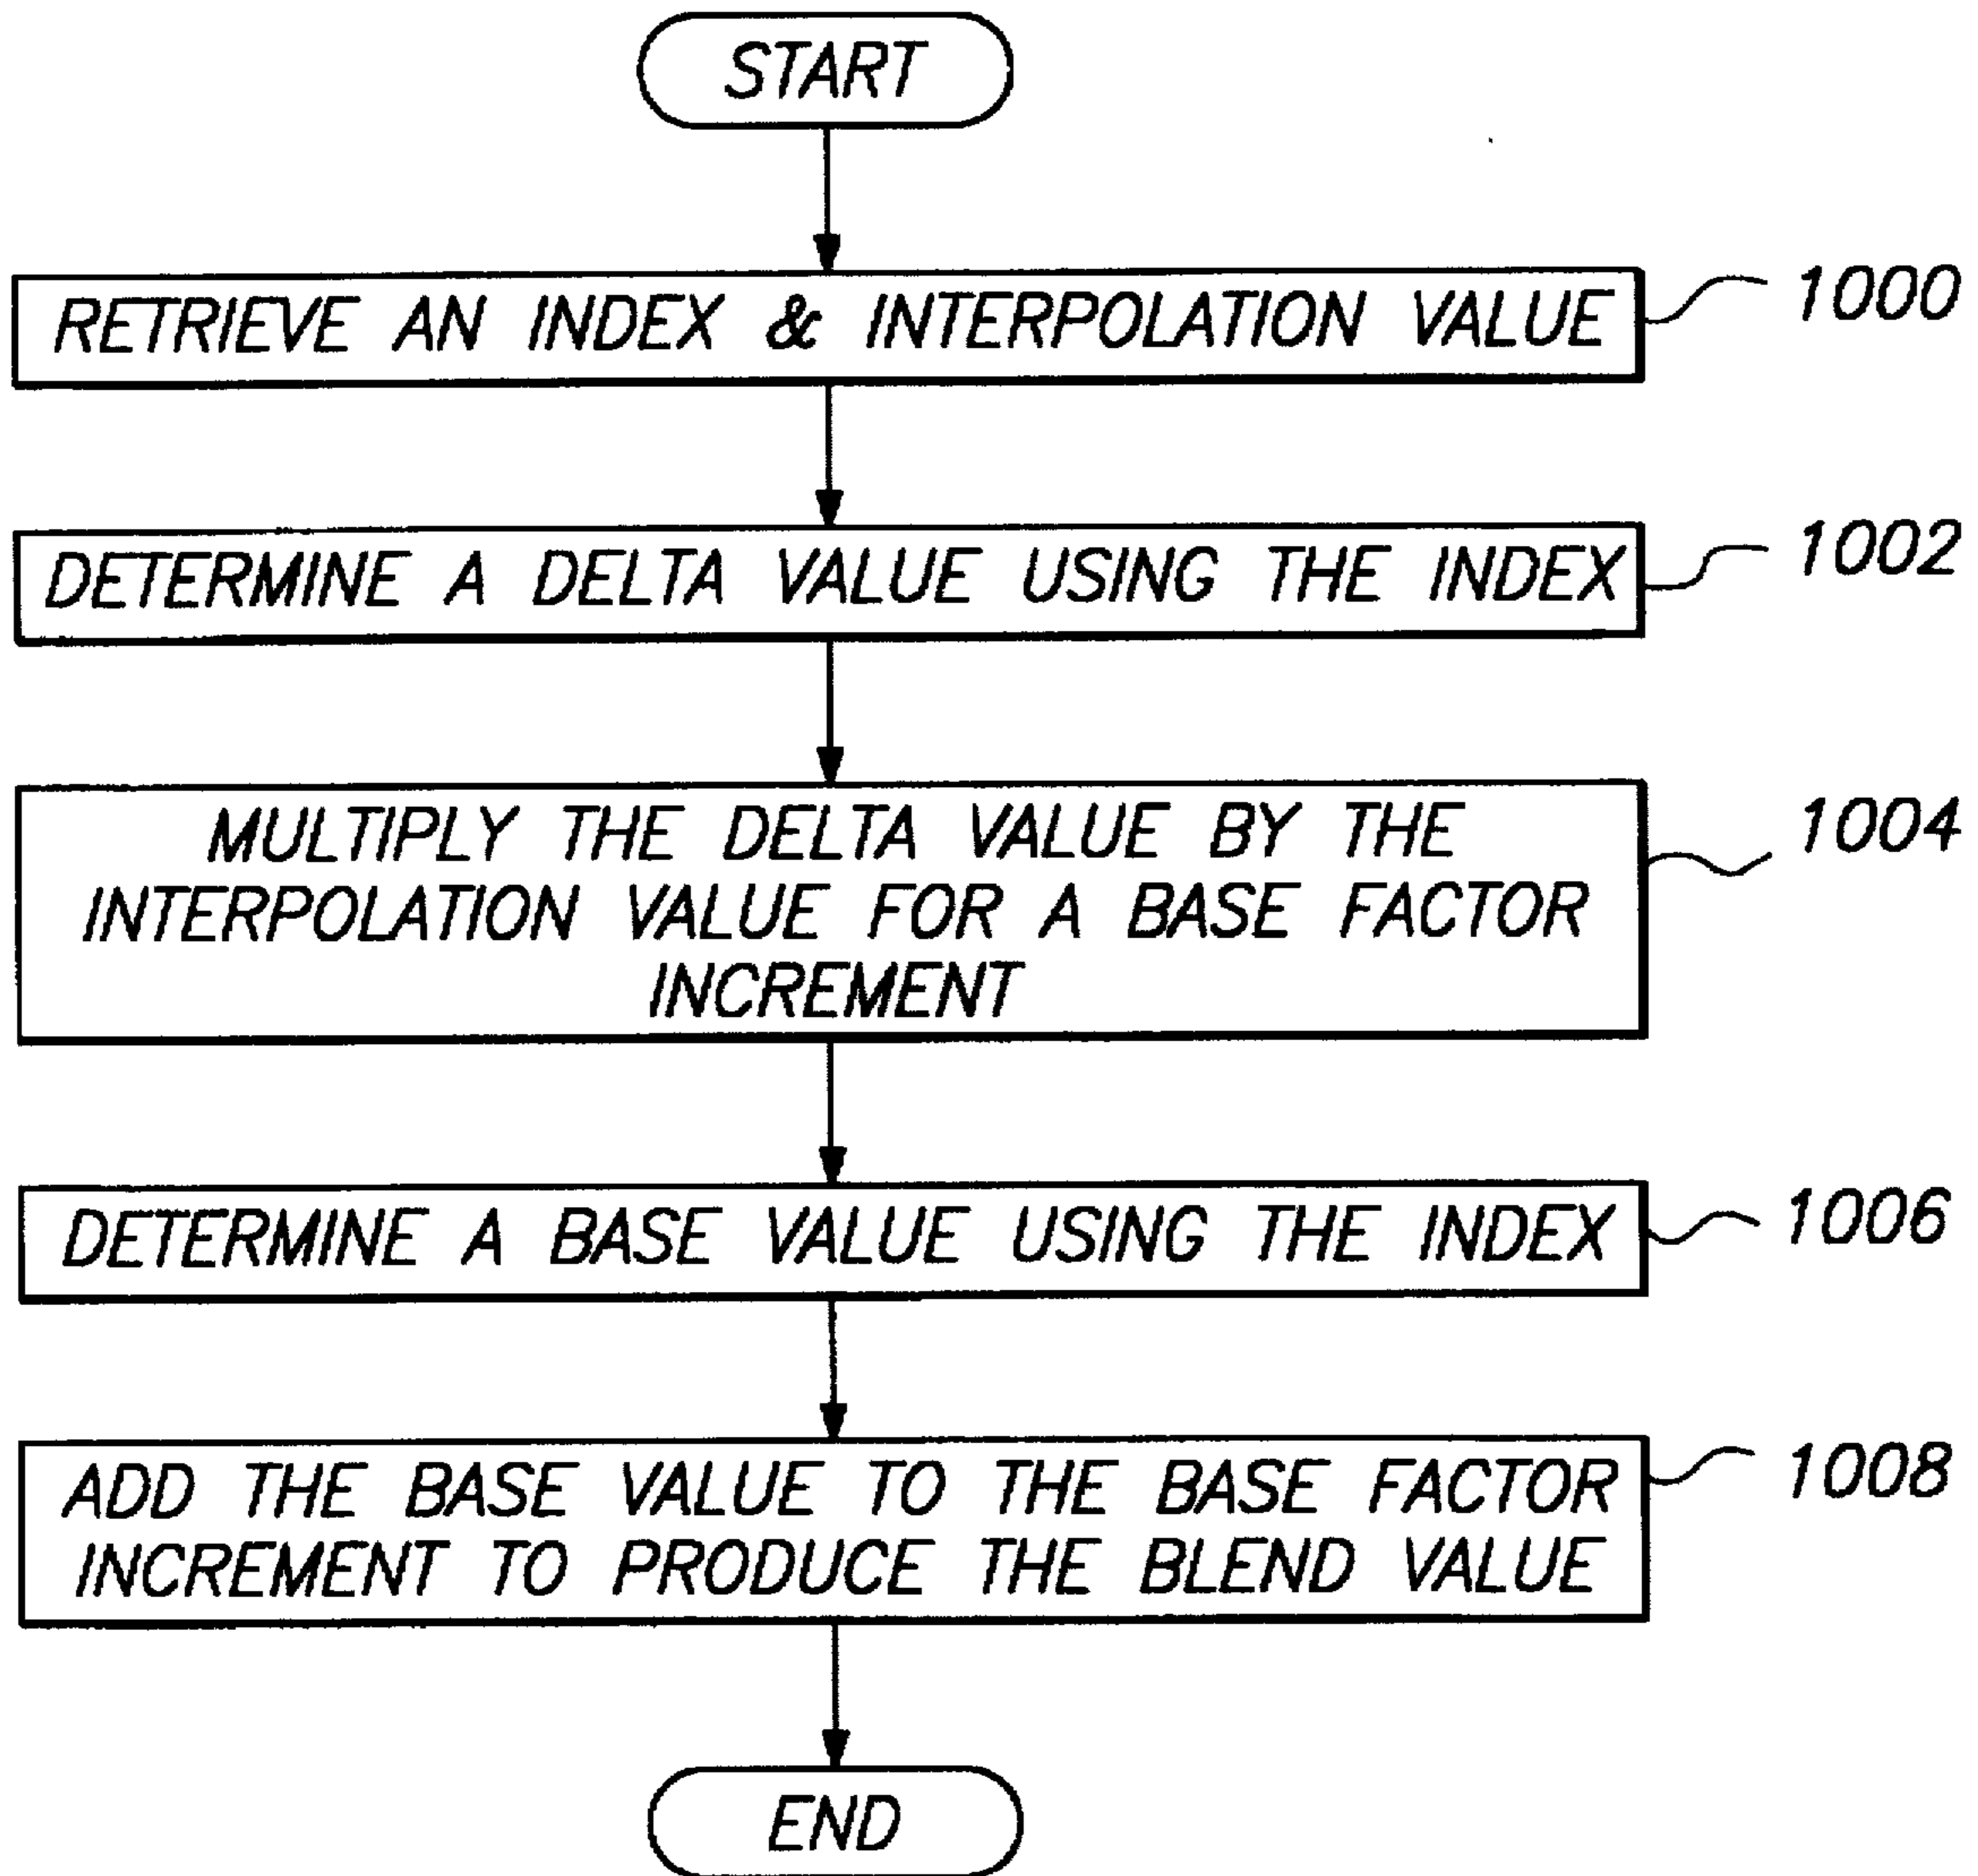 START
RETRIEVE AN INDEX & INTERPOLATION VALUE
1000
DETERMINE A DELTA VALUE USING THE INDEX
1002
MULTIPLY THE DELTA VALUE BY THE
INTERPOLATION VALUE FOR A BASE FACTOR
INCREMENT
1004
DETERMINE A BASE VALUE USING THE INDEX
1006
ADD THE BASE VALUE TO THE BASE FACTOR
INCREMENT TO PRODUCE THE BLEND VALUE
1008
END